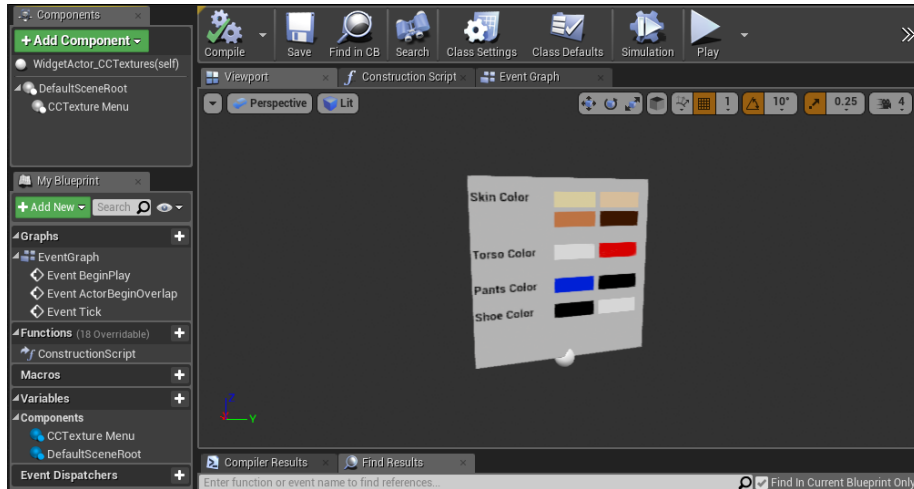 Components
+ Add Component
WidgetActor_CCTextures(self)
DefaultSceneRoot
CCTexture Menu
My Blueprint
+ Add New Search
Graphs +
EventGraph
Event BeginPlay
Event ActorBeginOverlap
Event Tick
Functions (18 Overridable) +
ConstructionScript
Macros +
Variables +
Components
CCTexture Menu
DefaultSceneRoot
Event Dispatchers +
Compile Save Find in CB Search Class Settings Class Defaults Simulation Play
Viewport f Construction Script Event Graph
Perspective Lit 1 10° 0.25 4
Skin Color
Torso Color
Pants Color
Shoe Color
Z
Y
Compiler Results Find Results
Enter function or event name to find references... Find In Current Blueprint Only